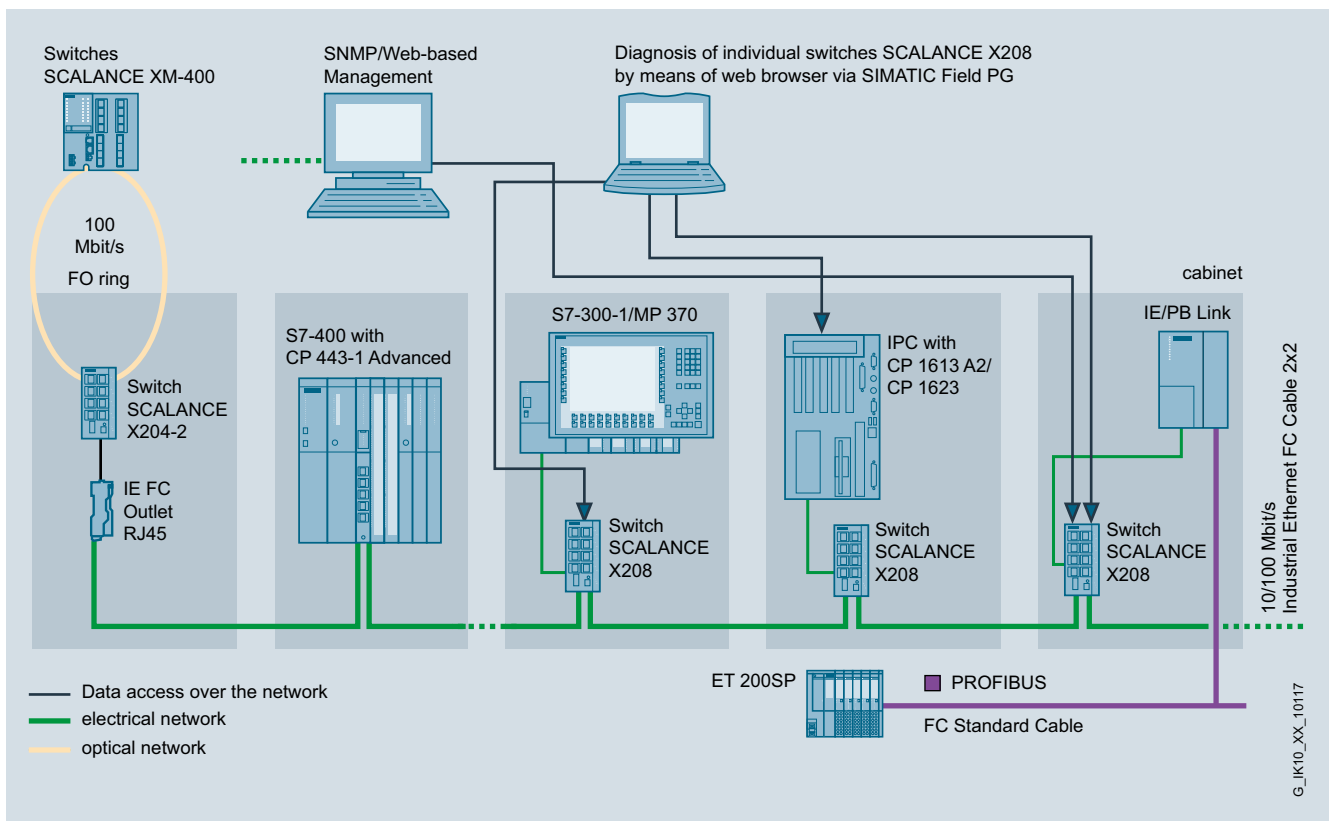 Switches
SCALANCE XM-400
SNMP/Web-based
Management
Diagnosis of individual switches SCALANCE X208
by means of web browser via SIMATIC Field PG
100
Mbit/s
FO ring
cabinet
Switch
SCALANCE
X204-2
IE FC
Outlet
RJ45
S7-400 with
CP 443-1 Advanced
S7-300-1/MP 370
Switch
SCALANCE
X208
IPC with
CP 1613 A2/
CP 1623
Switch
SCALANCE
X208
IE/PB Link
Switch
SCALANCE
X208
10/100 Mbit/s
Industrial Ethernet FC Cable 2x2
Data access over the network
electrical network
optical network
ET 200SP
PROFIBUS
FC Standard Cable
G_IK10_XX_10117